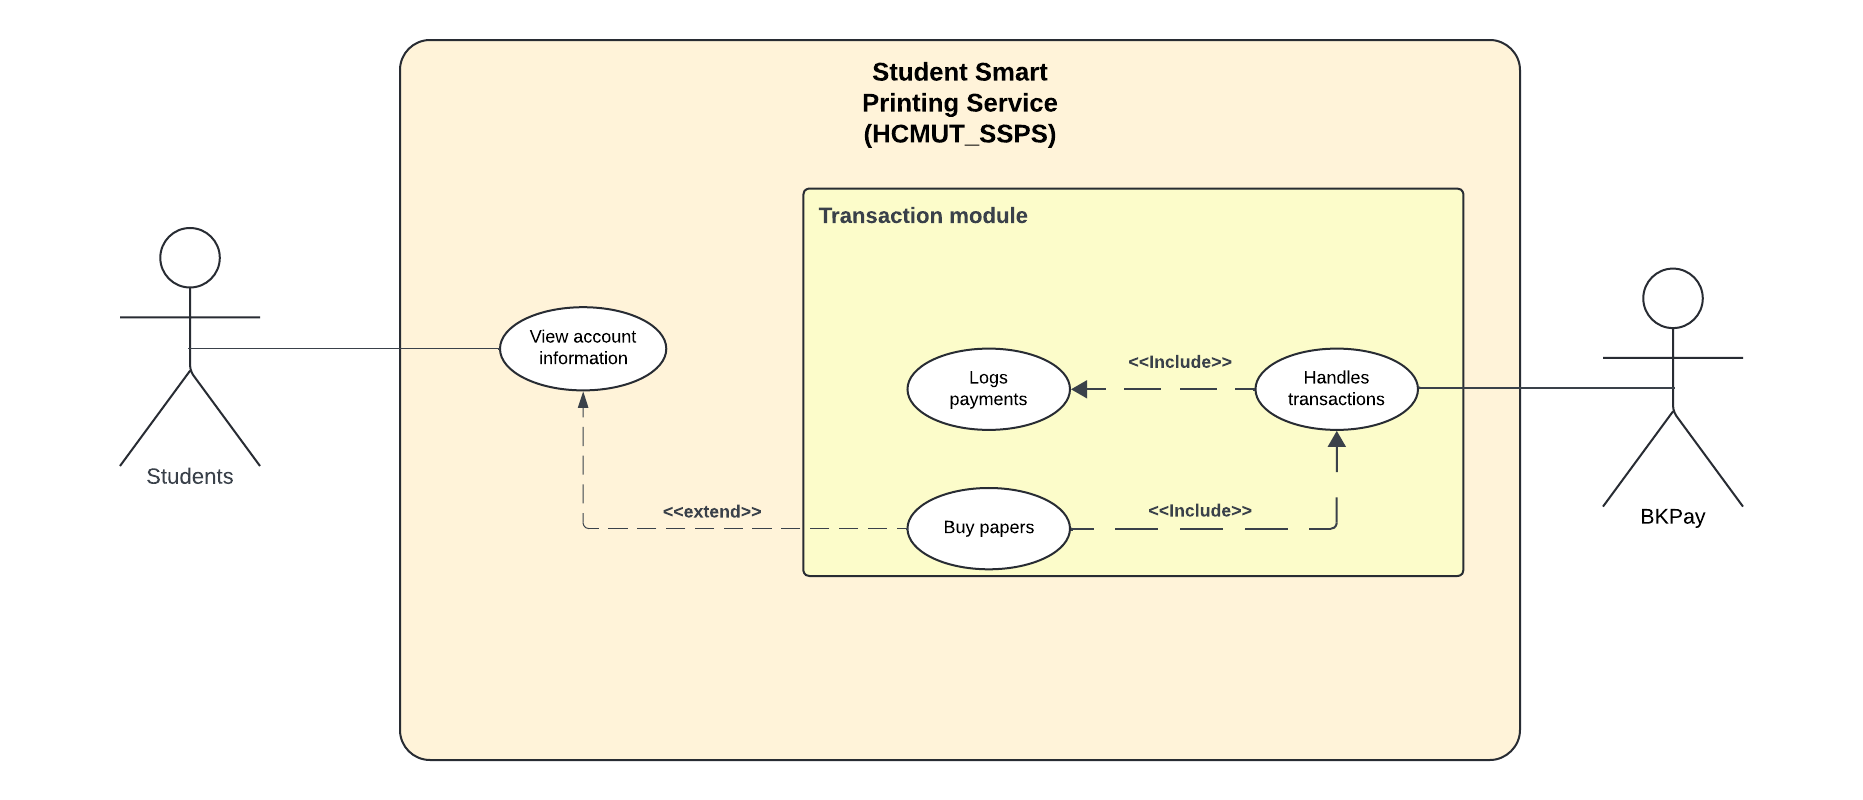 Student Smart
Printing Service
(HCMUT_SSPS)
Transaction module
View account
information
Logs
payments
<<Include>>
Handles
transactions
Students
<<extend>>
Buy papers
<<Include>>
BKPay